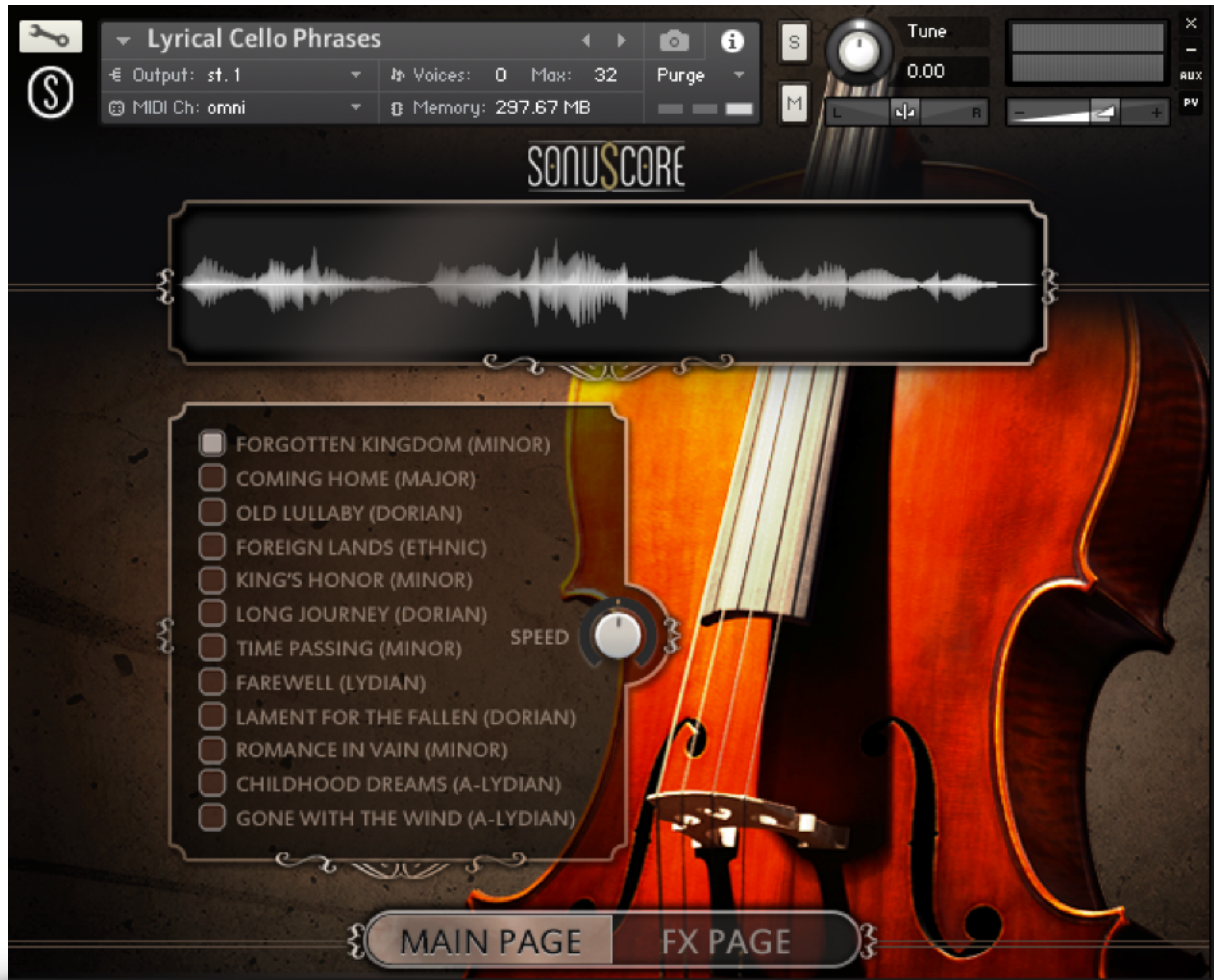 Lyrical Cello Phrases
Output: st. 1
Voices: 0 Max: 32
Purge
MIDI Ch: omni
Memory: 297.67 MB
S
M
Tune
0.00
L
R
-
+
x
-
AUX
PV
S
SONUSCORE
FORGOTTEN KINGDOM (MINOR)
COMING HOME (MAJOR)
OLD LULLABY (DORIAN)
FOREIGN LANDS (ETHNIC)
KING'S HONOR (MINOR)
LONG JOURNEY (DORIAN)
TIME PASSING (MINOR)
FAREWELL (LYDIAN)
LAMENT FOR THE FALLEN (DORIAN)
ROMANCE IN VAIN (MINOR)
CHILDHOOD DREAMS (A-LYDIAN)
GONE WITH THE WIND (A-LYDIAN)
SPEED
MAIN PAGE
FX PAGE